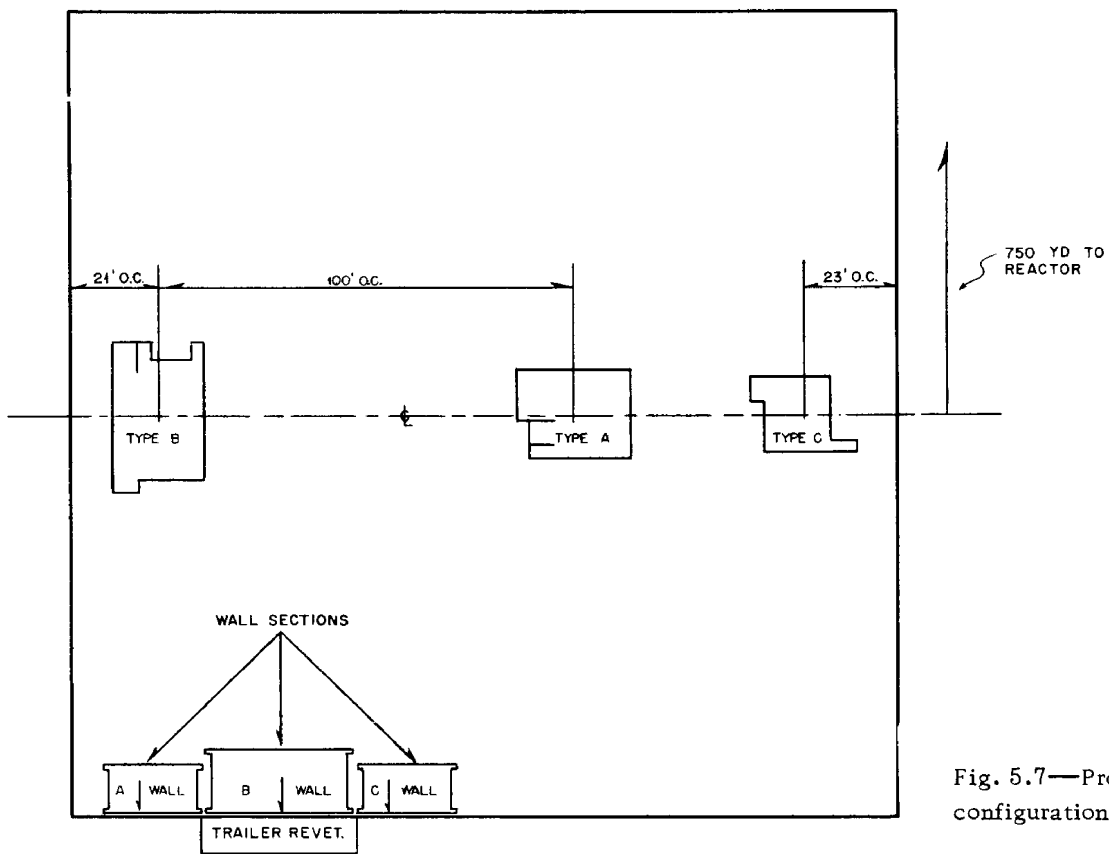 750 YD TO
REACTOR
21' O.C.
100' O.C.
23' O.C.
℄
TYPE B
TYPE A
TYPE C
WALL SECTIONS
A WALL
B WALL
C WALL
TRAILER REVET.
Fig. 5.7—Pro
configuration